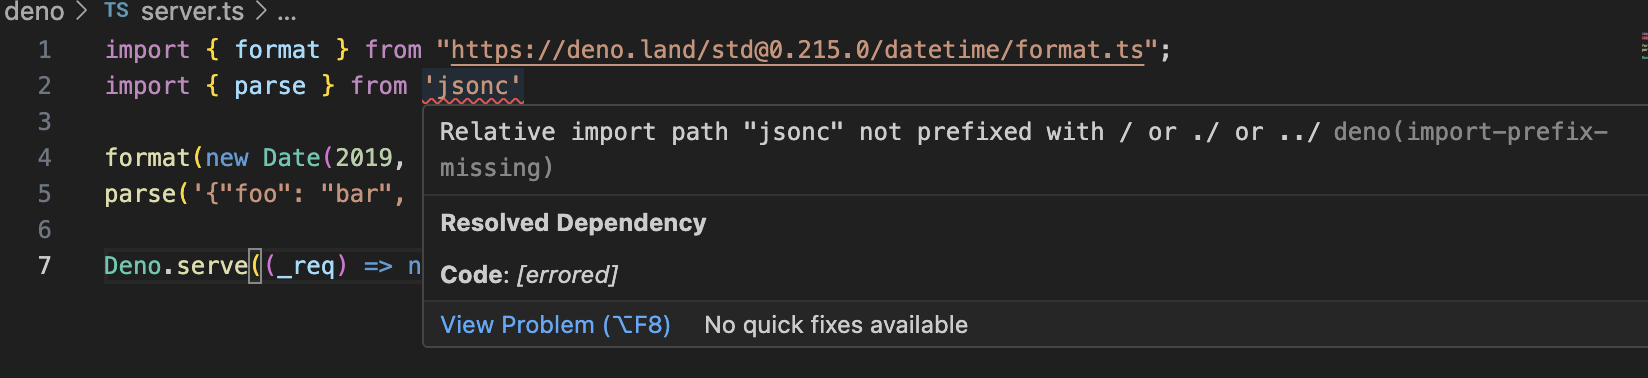 deno > TS server.ts > ...
1 import { format } from "https://deno.land/std@0.215.0/datetime/format.ts";
2 import { parse } from 'jsonc'
3
Relative import path "jsonc" not prefixed with / or ./ or ../ deno(import-prefix-
4 format(new Date(2019,
missing)
5 parse('{"foo": "bar",
Resolved Dependency
6
7 Deno.serve((_req) => n
Code: [errored]
View Problem (⌥F8) No quick fixes available